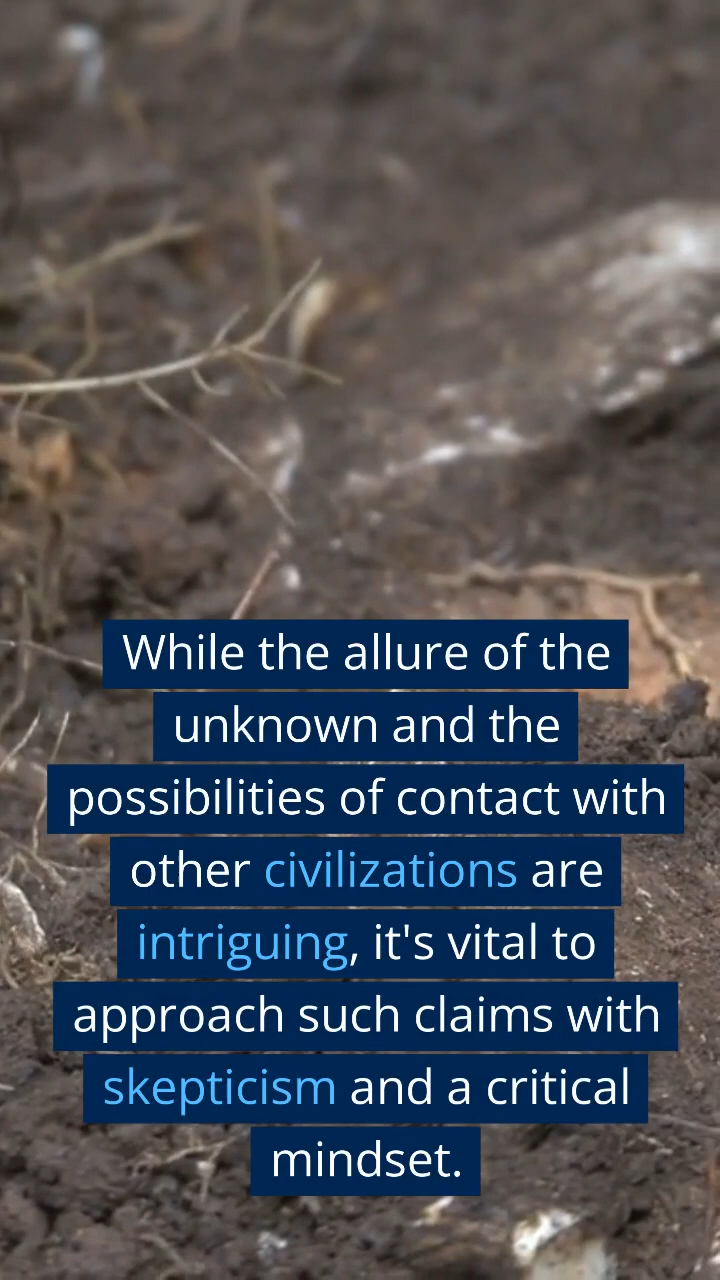 While the allure of the
unknown and the
possibilities of contact with
other civilizations are
intriguing, it's vital to
approach such claims with
skepticism and a critical
mindset.